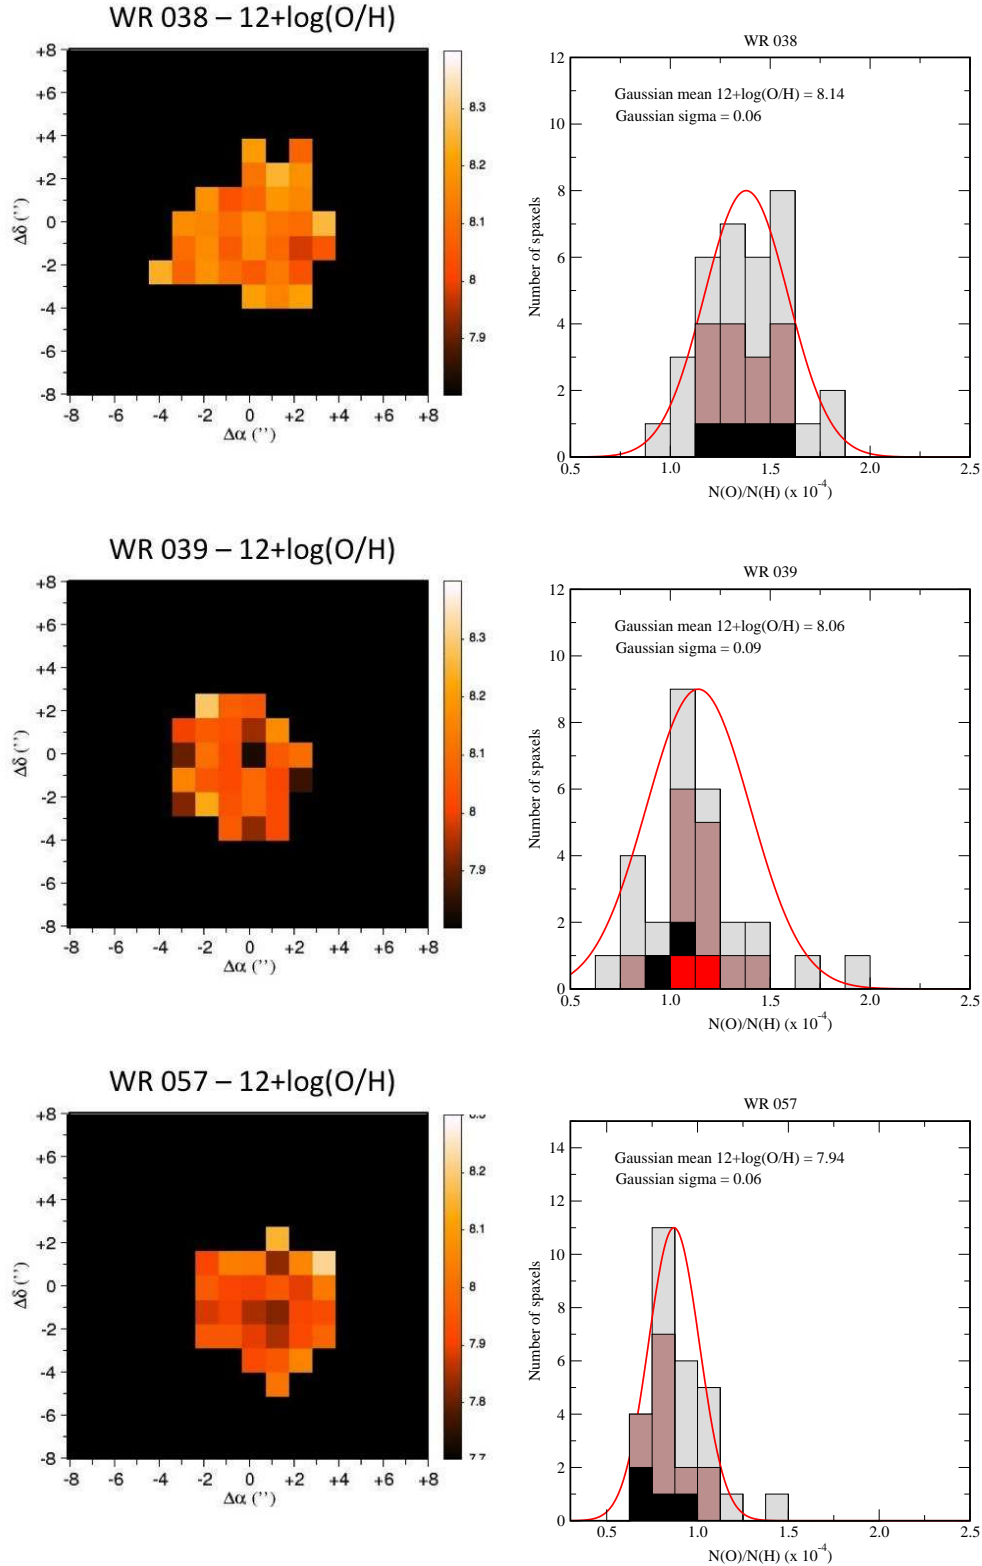 WR 038 – 12+log(O/H)
+8
+6
+4
+2
0
-2
-4
-6
-8
Δδ (’’)
-8 -6 -4 -2 0 +2 +4 +6 +8
Δα (’’)
8.3
8.2
8.1
8
7.9
WR 038
Gaussian mean 12+log(O/H) = 8.14
Gaussian sigma = 0.06
12
10
8
6
4
2
0
Number of spaxels
0.5 1.0 1.5 2.0 2.5
N(O)/N(H) (x 10^-4)
WR 039 – 12+log(O/H)
+8
+6
+4
+2
0
-2
-4
-6
-8
Δδ (’’)
-8 -6 -4 -2 0 +2 +4 +6 +8
Δα (’’)
8.3
8.2
8.1
8
7.9
WR 039
Gaussian mean 12+log(O/H) = 8.06
Gaussian sigma = 0.09
12
10
8
6
4
2
0
Number of spaxels
0.5 1.0 1.5 2.0 2.5
N(O)/N(H) (x 10^-4)
WR 057 – 12+log(O/H)
+8
+6
+4
+2
0
-2
-4
-6
-8
Δδ (’’)
-8 -6 -4 -2 0 +2 +4 +6 +8
Δα (’’)
8.2
8.1
8
7.9
7.8
7.7
WR 057
Gaussian mean 12+log(O/H) = 7.94
Gaussian sigma = 0.06
14
12
10
8
6
4
2
0
Number of spaxels
0.5 1.0 1.5 2.0 2.5
N(O)/N(H) (x 10^-4)